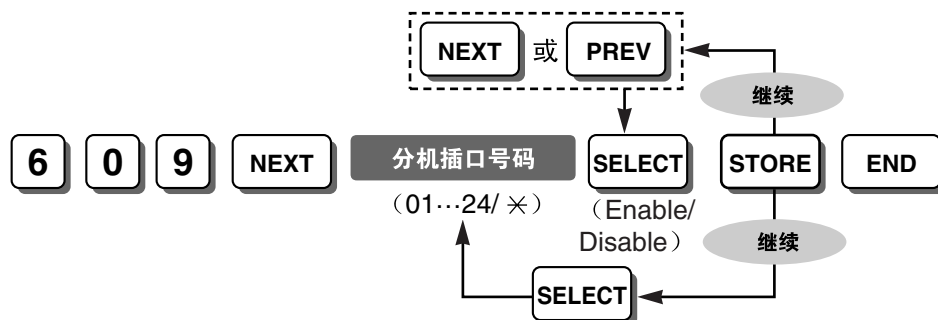 NEXT 或 PREV
继续
6 0 9 NEXT 分机插口号码 SELECT STORE END
(01…24/ ✳) (Enable/
Disable)
继续
SELECT